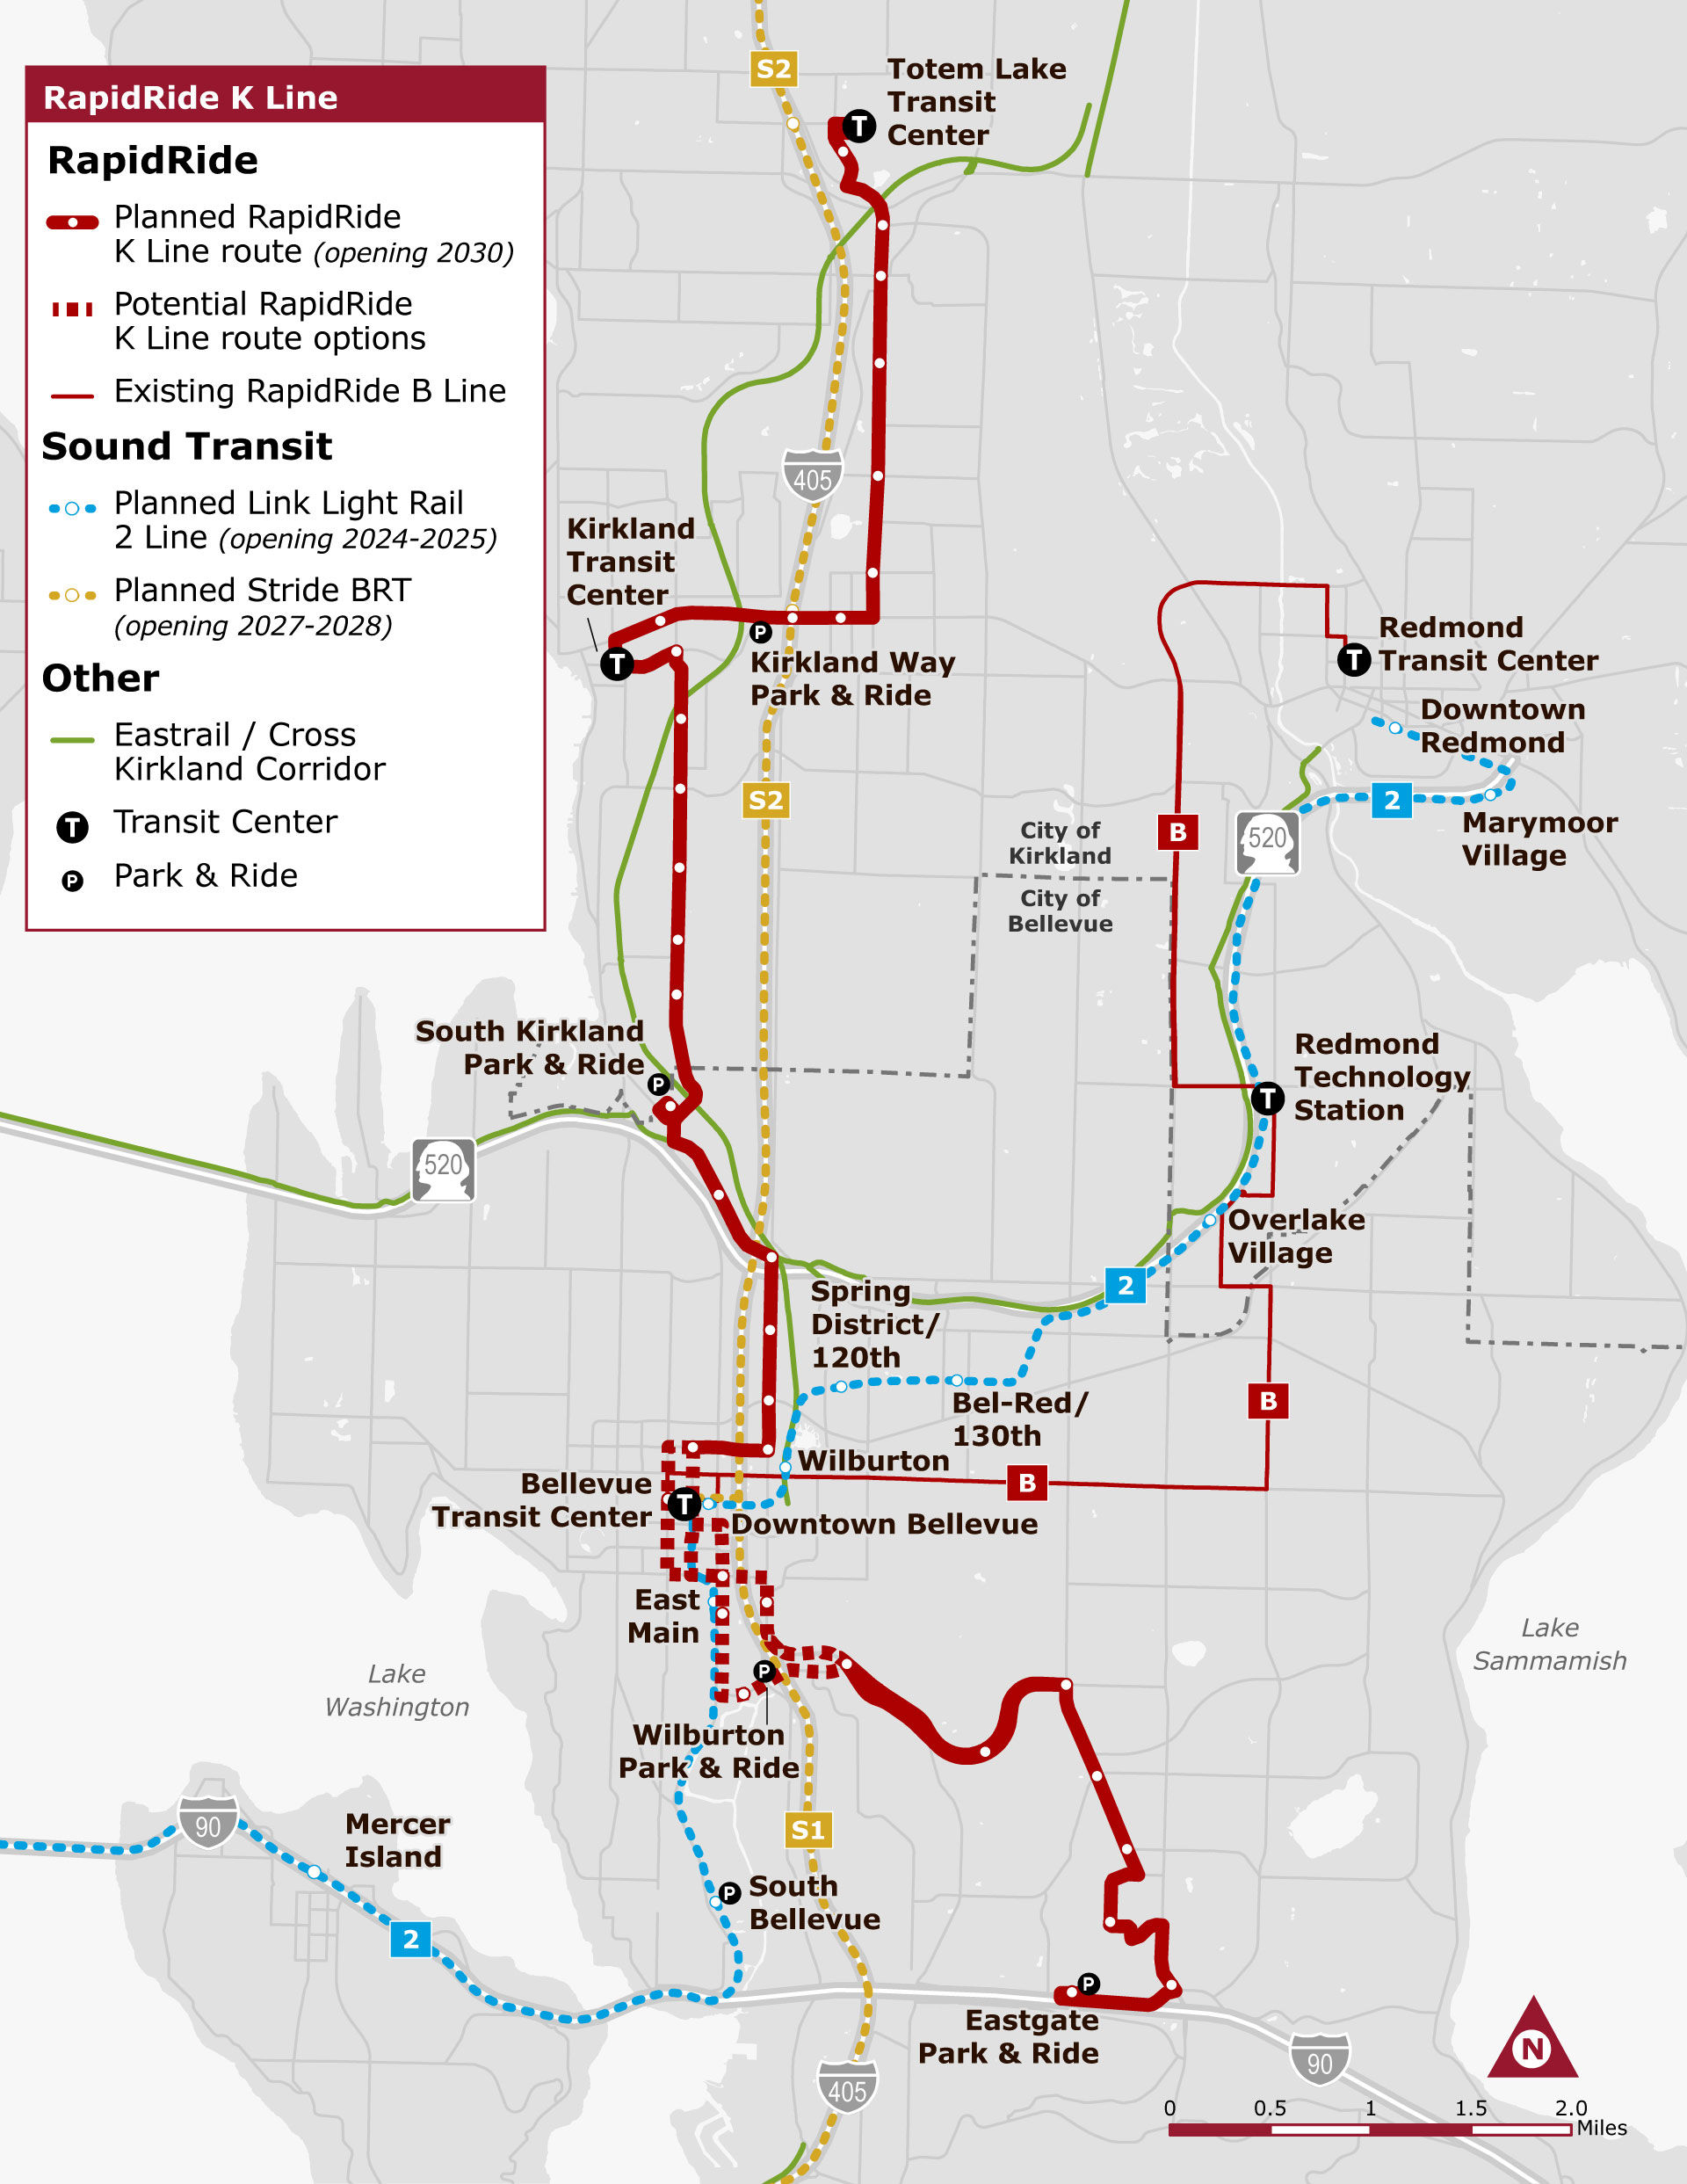 RapidRide K Line
RapidRide
Planned RapidRide
K Line route (opening 2030)
Potential RapidRide
K Line route options
Existing RapidRide B Line
Sound Transit
Planned Link Light Rail
2 Line (opening 2024-2025)
Planned Stride BRT
(opening 2027-2028)
Other
Eastrail / Cross
Kirkland Corridor
T
Transit Center
P
Park & Ride
S2
T
Totem Lake
Transit
Center
405
Kirkland
Transit
Center
T
P
Kirkland Way
Park & Ride
Redmond
Transit Center
T
Downtown
Redmond
S2
2
B
520
Marymoor
Village
City of
Kirkland
City of
Bellevue
South Kirkland
Park & Ride
P
Redmond
Technology
Station
T
520
Overlake
Village
2
Spring
District/
120th
Bel-Red/
130th
B
Wilburton
B
Bellevue
Transit Center
T
Downtown Bellevue
East
Main
Lake
Sammamish
Lake
Washington
P
Wilburton
Park & Ride
90
Mercer
Island
S1
P
South
Bellevue
2
P
Eastgate
Park & Ride
90
405
N
0 0.5 1 1.5 2.0
Miles